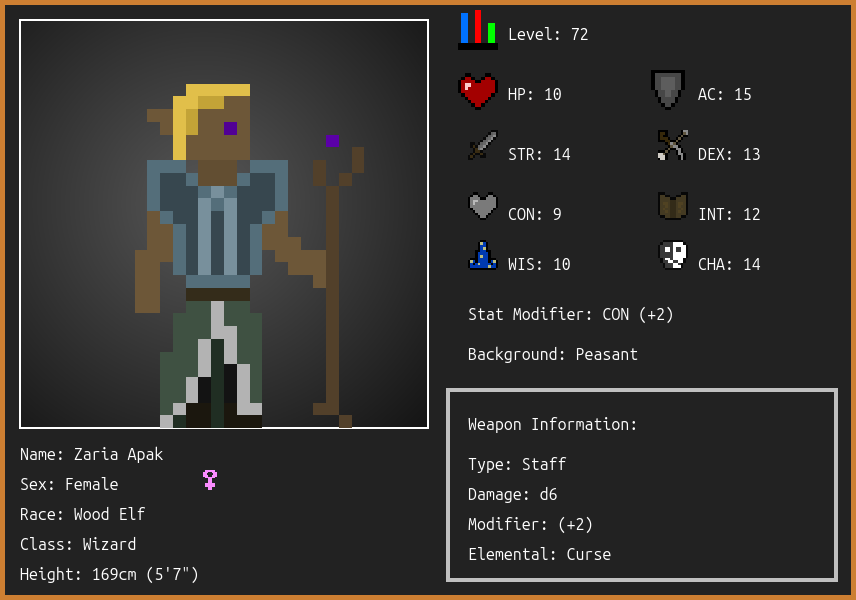 Level: 72
HP: 10
AC: 15
STR: 14
DEX: 13
CON: 9
INT: 12
WIS: 10
CHA: 14
Stat Modifier: CON (+2)
Background: Peasant
Weapon Information:
Type: Staff
Damage: d6
Modifier: (+2)
Elemental: Curse
Name: Zaria Apak
Sex: Female
Race: Wood Elf
Class: Wizard
Height: 169cm (5'7")